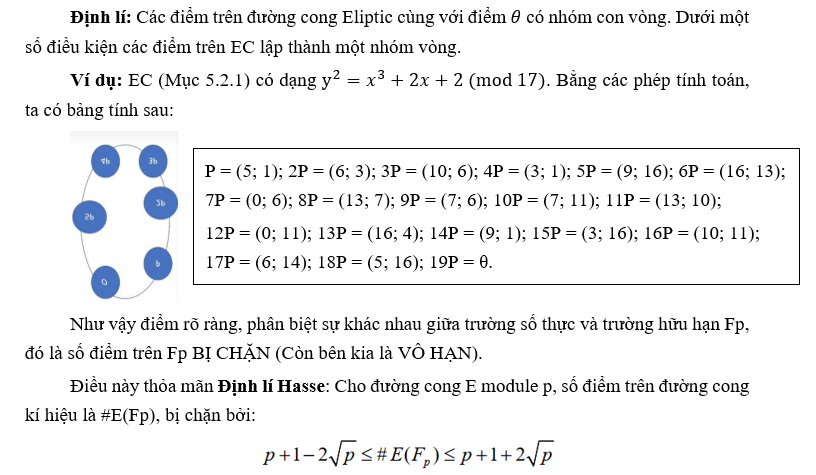 Định lí: Các điểm trên đường cong Eliptic cùng với điểm θ có nhóm con vòng. Dưới một
số điều kiện các điểm trên EC lập thành một nhóm vòng.
Ví dụ: EC (Mục 5.2.1) có dạng y² = x³ + 2x + 2 (mod 17). Bằng các phép tính toán,
ta có bảng tính sau:
4b 3b
2b 5b
0 b
P = (5; 1); 2P = (6; 3); 3P = (10; 6); 4P = (3; 1); 5P = (9; 16); 6P = (16; 13);
7P = (0; 6); 8P = (13; 7); 9P = (7; 6); 10P = (7; 11); 11P = (13; 10);
12P = (0; 11); 13P = (16; 4); 14P = (9; 1); 15P = (3; 16); 16P = (10; 11);
17P = (6; 14); 18P = (5; 16); 19P = θ.
Như vậy điểm rõ ràng, phân biệt sự khác nhau giữa trường số thực và trường hữu hạn Fp,
đó là số điểm trên Fp BỊ CHẶN (Còn bên kia là VÔ HẠN).
Điều này thỏa mãn Định lí Hasse: Cho đường cong E module p, số điểm trên đường cong
kí hiệu là #E(Fp), bị chặn bởi:
p+1−2√p ≤ #E(Fₚ) ≤ p+1+2√p